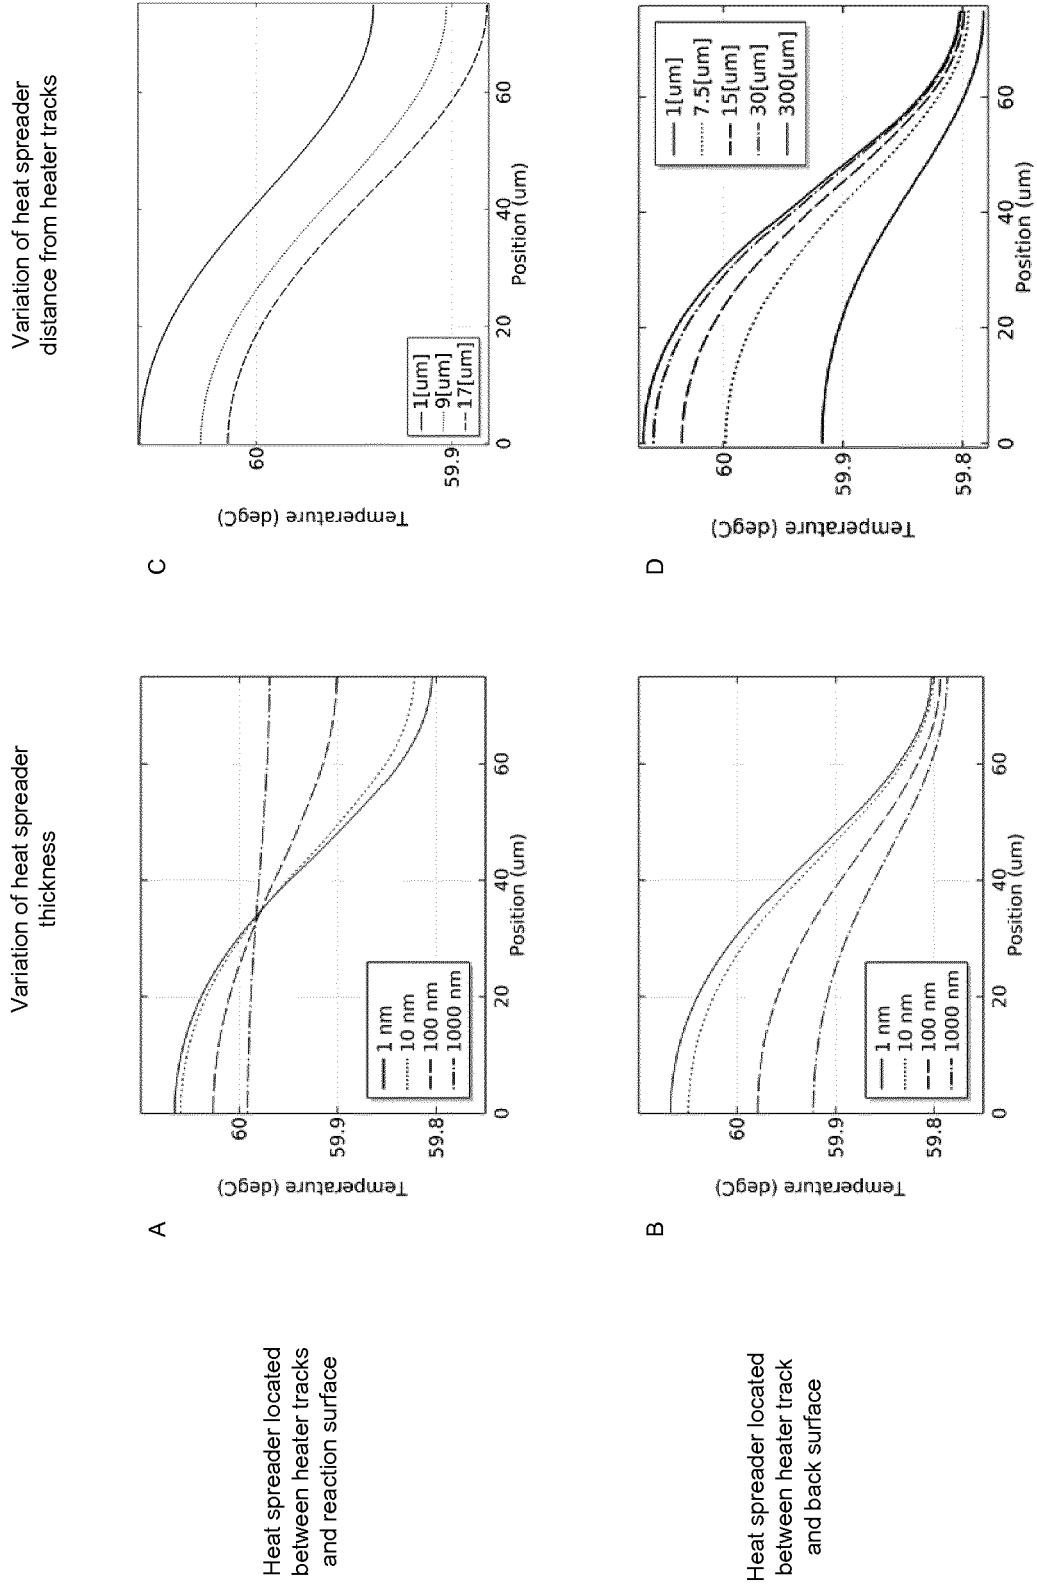 Variation of heat spreader
thickness
Variation of heat spreader
distance from heater tracks
Heat spreader located
between heater tracks
and reaction surface
A
Temperature (degC)
60
59.9
59.8
1 nm
10 nm
100 nm
1000 nm
0
20
40
60
Position (um)
C
Temperature (degC)
60
59.9
1[um]
9[um]
17[um]
0
20
40
60
Position (um)
Heat spreader located
between heater track
and back surface
B
Temperature (degC)
60
59.9
59.8
1 nm
10 nm
100 nm
1000 nm
0
20
40
60
Position (um)
D
Temperature (degC)
60
59.9
59.8
1[um]
7.5[um]
15[um]
30[um]
300[um]
0
20
40
60
Position (um)